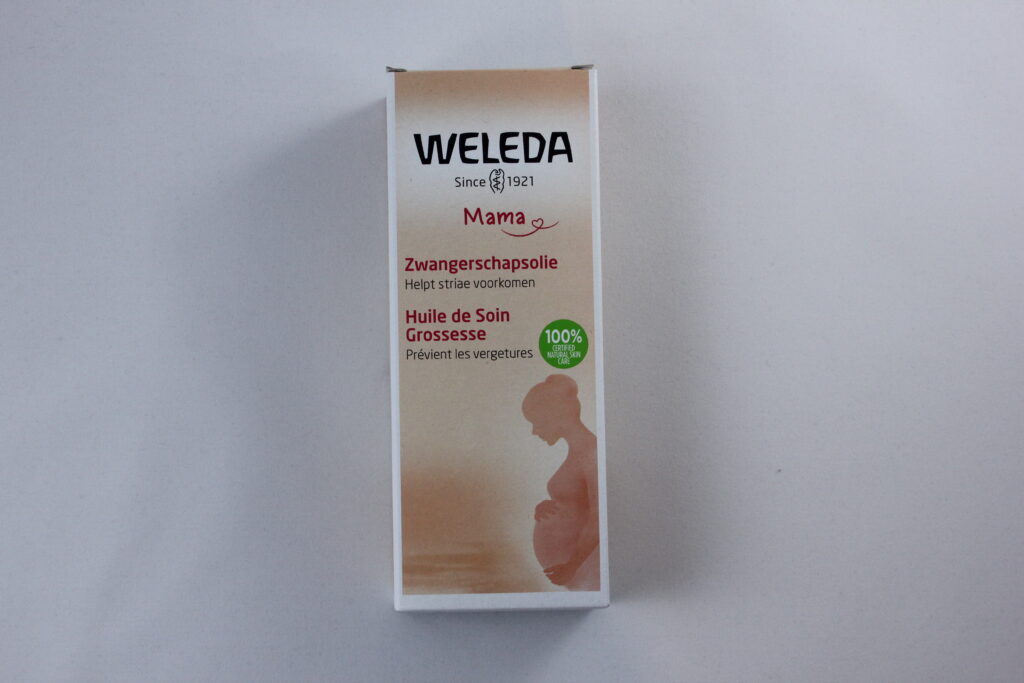 WELEDA
Since 1921
Mama
Zwangerschapsolie
Helpt striae voorkomen
Huile de Soin
Grossesse
Prévient les vergetures
100%
CERTIFIED
NATURAL SKIN
CARE